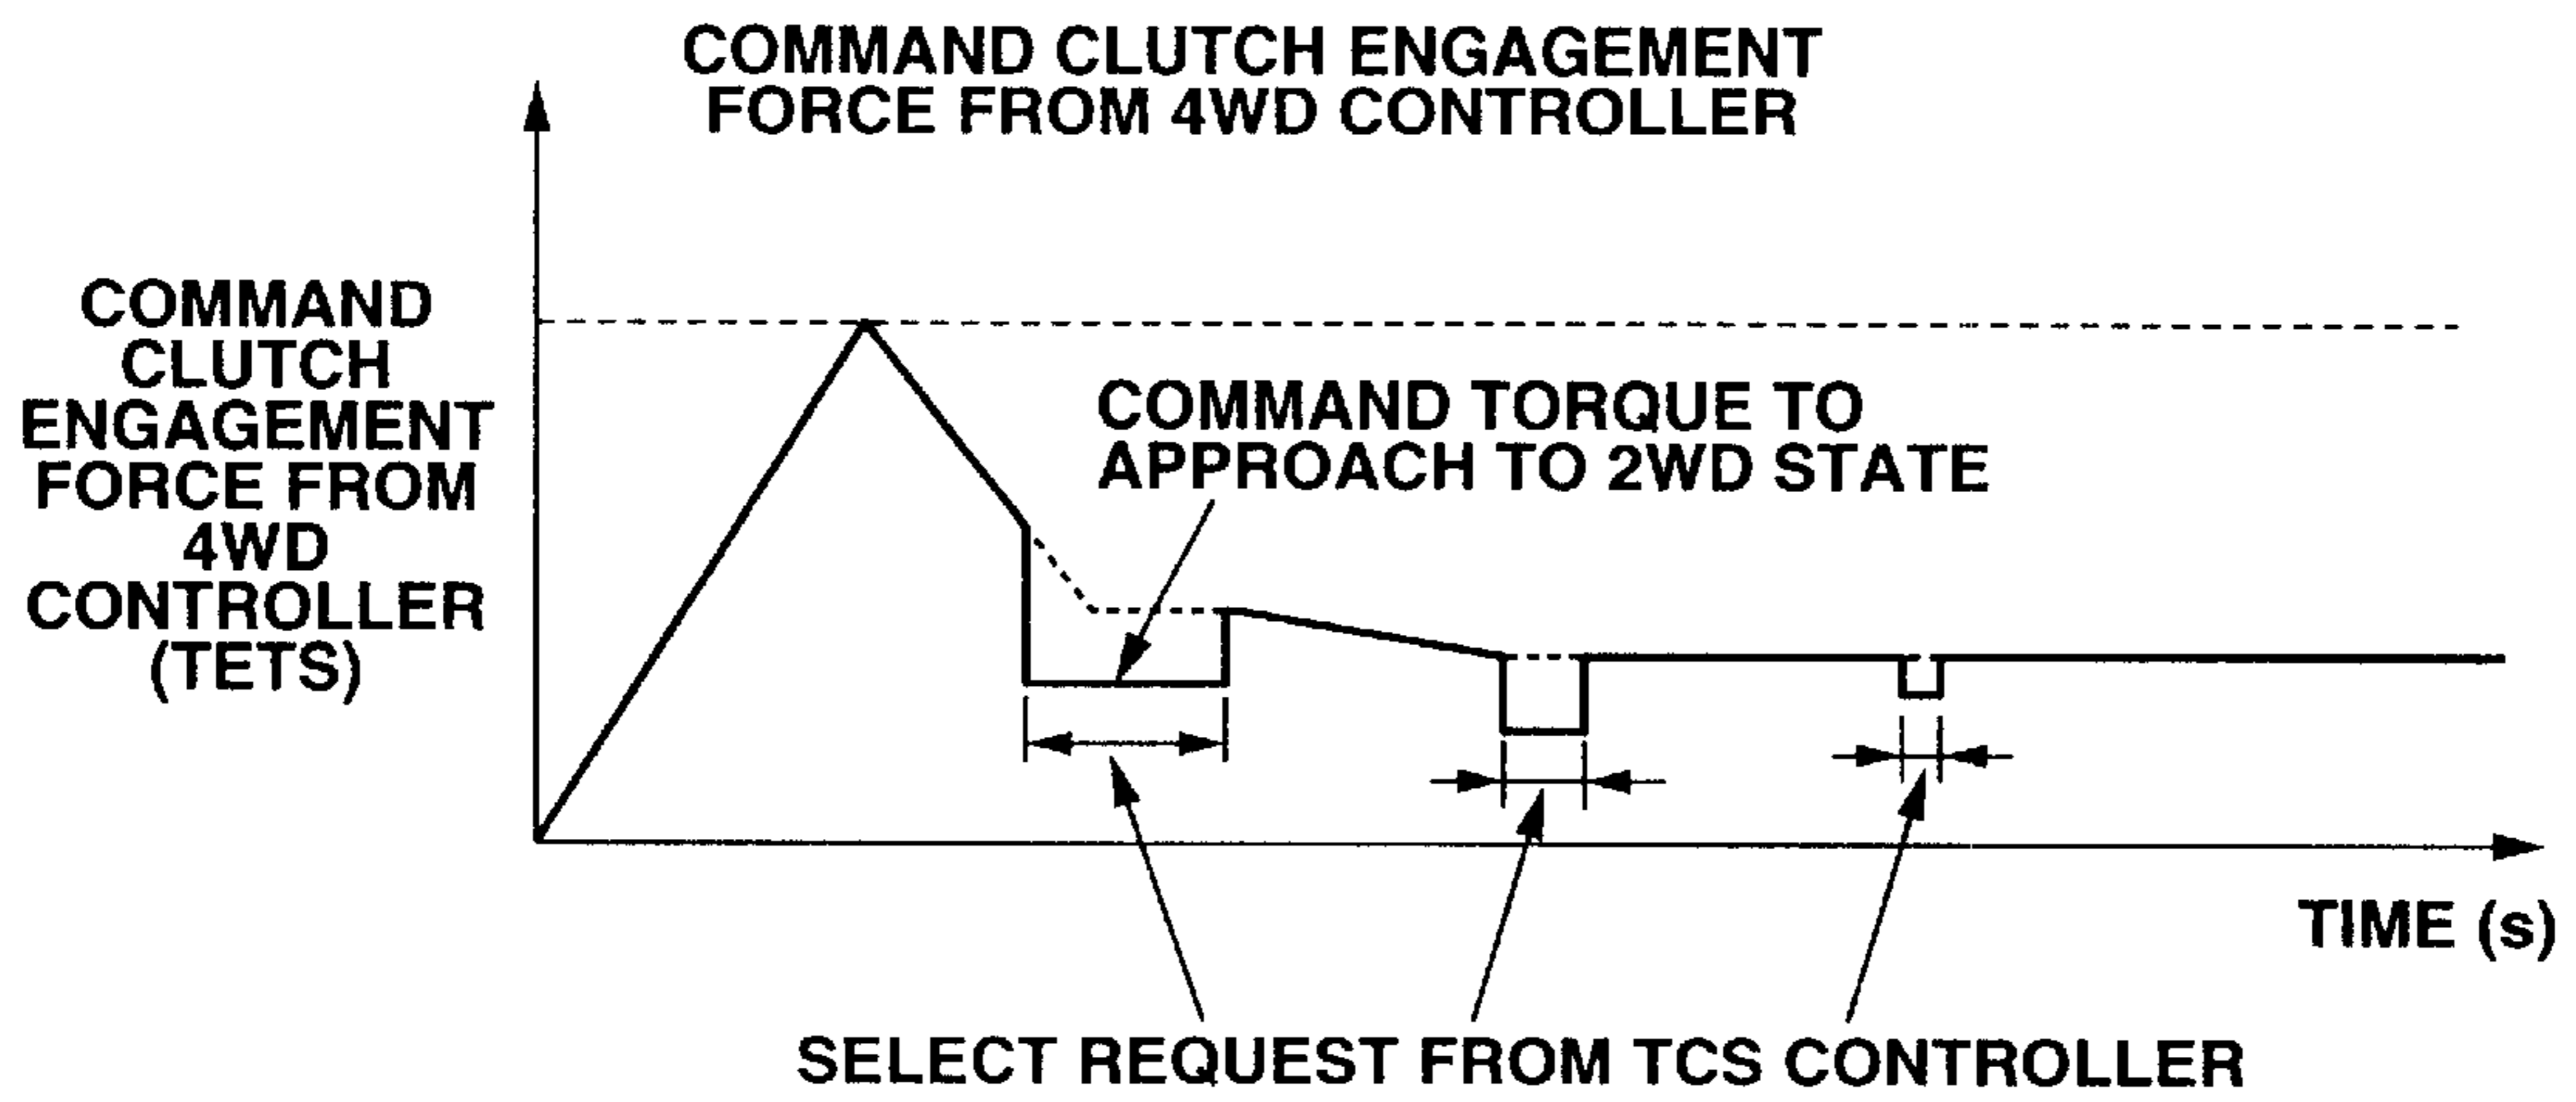 COMMAND CLUTCH ENGAGEMENT
FORCE FROM 4WD CONTROLLER
COMMAND
CLUTCH
ENGAGEMENT
FORCE FROM
4WD
CONTROLLER
(TETS)
COMMAND TORQUE TO
APPROACH TO 2WD STATE
TIME (s)
SELECT REQUEST FROM TCS CONTROLLER